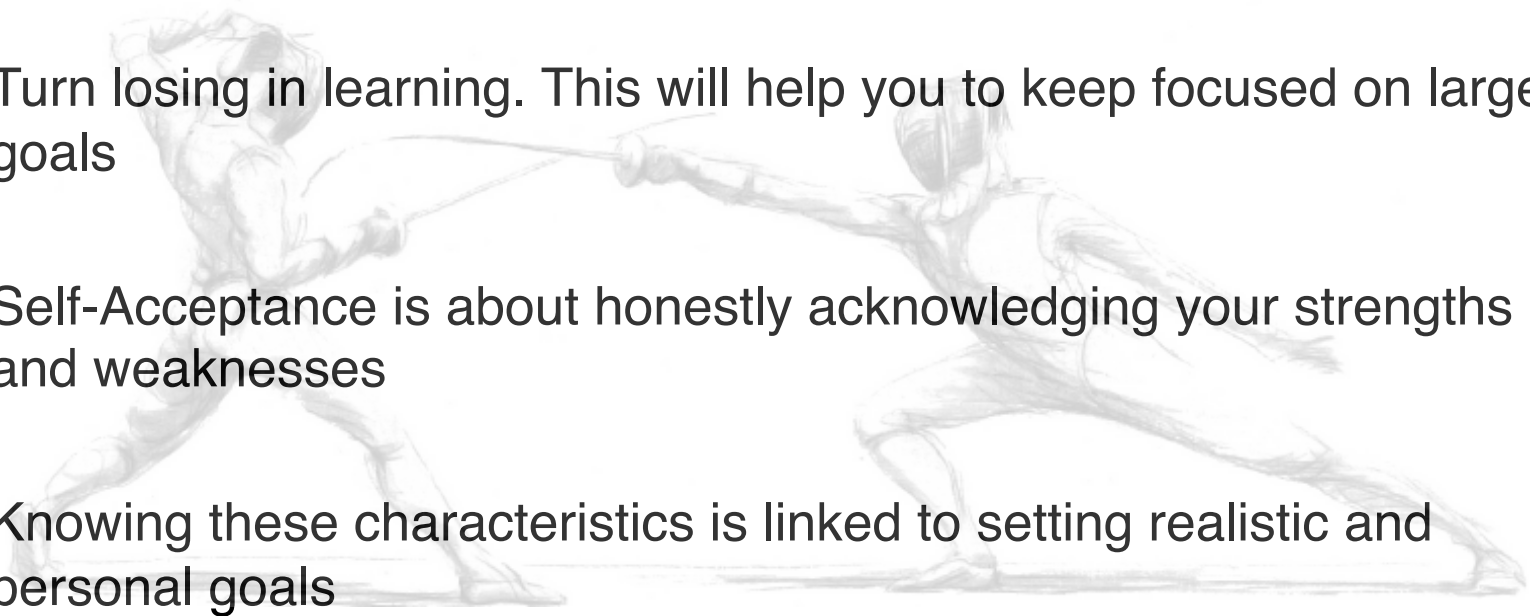 Turn losing in learning. This will help you to keep focused on large
goals
Self-Acceptance is about honestly acknowledging your strengths
and weaknesses
Knowing these characteristics is linked to setting realistic and
personal goals